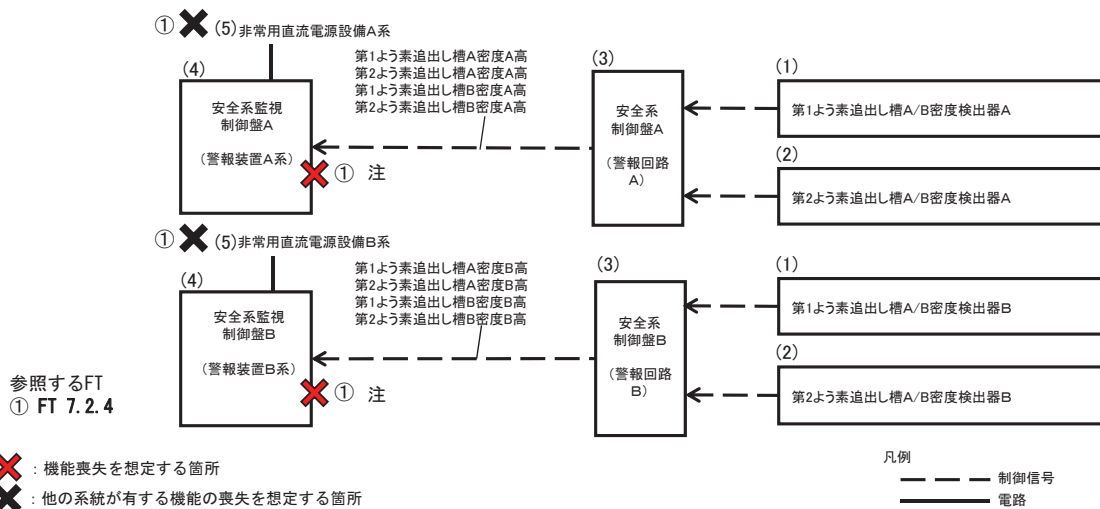 ① (5)非常用直流電源設備A系
(4)
安全系監視
制御盤A
(警報装置A系)
第1よう素追出し槽A密度A高
第2よう素追出し槽A密度A高
第1よう素追出し槽B密度A高
第2よう素追出し槽B密度A高
① 注
(3)
安全系
制御盤A
(警報回路
A)
(1)
第1よう素追出し槽A/B密度検出器A
(2)
第2よう素追出し槽A/B密度検出器A
① (5)非常用直流電源設備B系
(4)
安全系監視
制御盤B
(警報装置B系)
第1よう素追出し槽A密度B高
第2よう素追出し槽A密度B高
第1よう素追出し槽B密度B高
第2よう素追出し槽B密度B高
① 注
(3)
安全系
制御盤B
(警報回路
B)
(1)
第1よう素追出し槽A/B密度検出器B
(2)
第2よう素追出し槽A/B密度検出器B
参照するFT
① FT 7.2.4
:機能喪失を想定する箇所
:他の系統が有する機能の喪失を想定する箇所
凡例
制御信号
電路